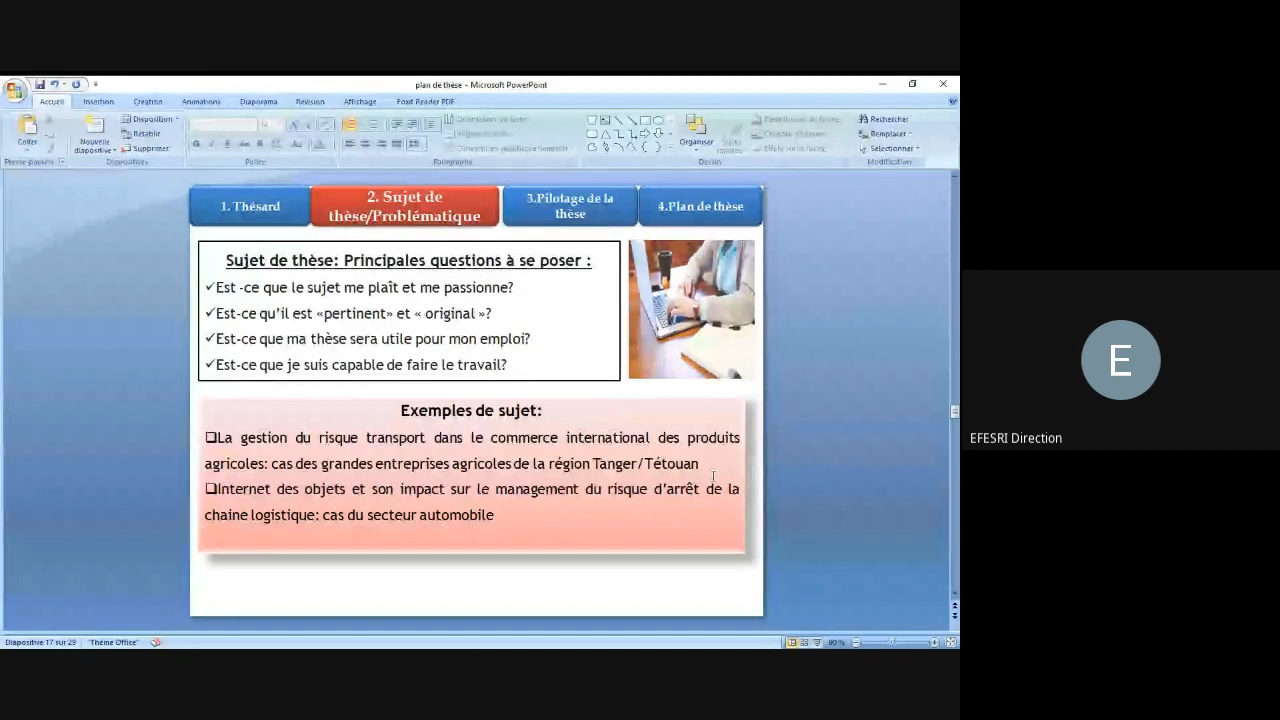 plan de thèse - Microsoft PowerPoint
Accueil Insertion Création Animations Diaporama Révision Affichage Foxit Reader PDF
Coller
Nouvelle diapositive
Disposition
Rétablir
Supprimer
Organiser
Rechercher
Remplacer
Sélectionner
Diapositives Police Paragraphe Dessin Modification
1. Thésard
2. Sujet de
thèse/Problématique
3.Pilotage de la
thèse
4.Plan de thèse
Sujet de thèse: Principales questions à se poser :
✓Est -ce que le sujet me plaît et me passionne?
✓Est-ce qu’il est «pertinent» et « original »?
✓Est-ce que ma thèse sera utile pour mon emploi?
✓Est-ce que je suis capable de faire le travail?
Exemples de sujet:
❑La gestion du risque transport dans le commerce international des produits
agricoles: cas des grandes entreprises agricoles de la région Tanger/Tétouan
❑Internet des objets et son impact sur le management du risque d’arrêt de la
chaine logistique: cas du secteur automobile
Diapositive 17 sur 29 "Thème Office" 90%
E
EFESRI Direction